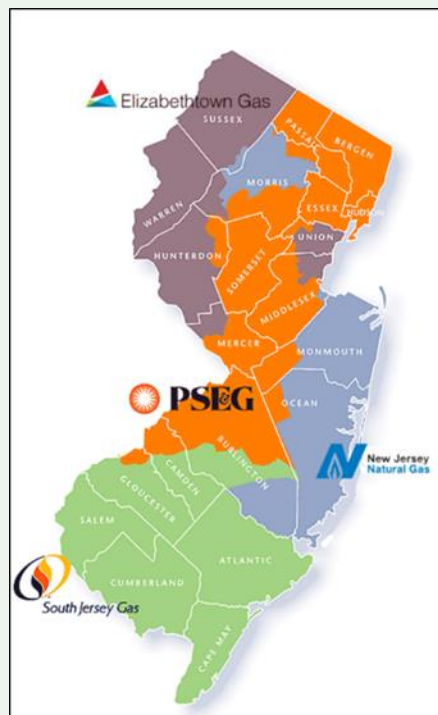 Elizabethtown Gas
SUSSEX
PASSAIC
BERGEN
MORRIS
ESSEX
HUDSON
WARREN
UNION
HUNTERDON
SOMERSET
MIDDLESEX
MERCER
MONMOUTH
PSE&G
OCEAN
New Jersey
Natural Gas
BURLINGTON
CAMDEN
GLOUCESTER
SALEM
ATLANTIC
CUMBERLAND
South Jersey Gas
CAPE MAY